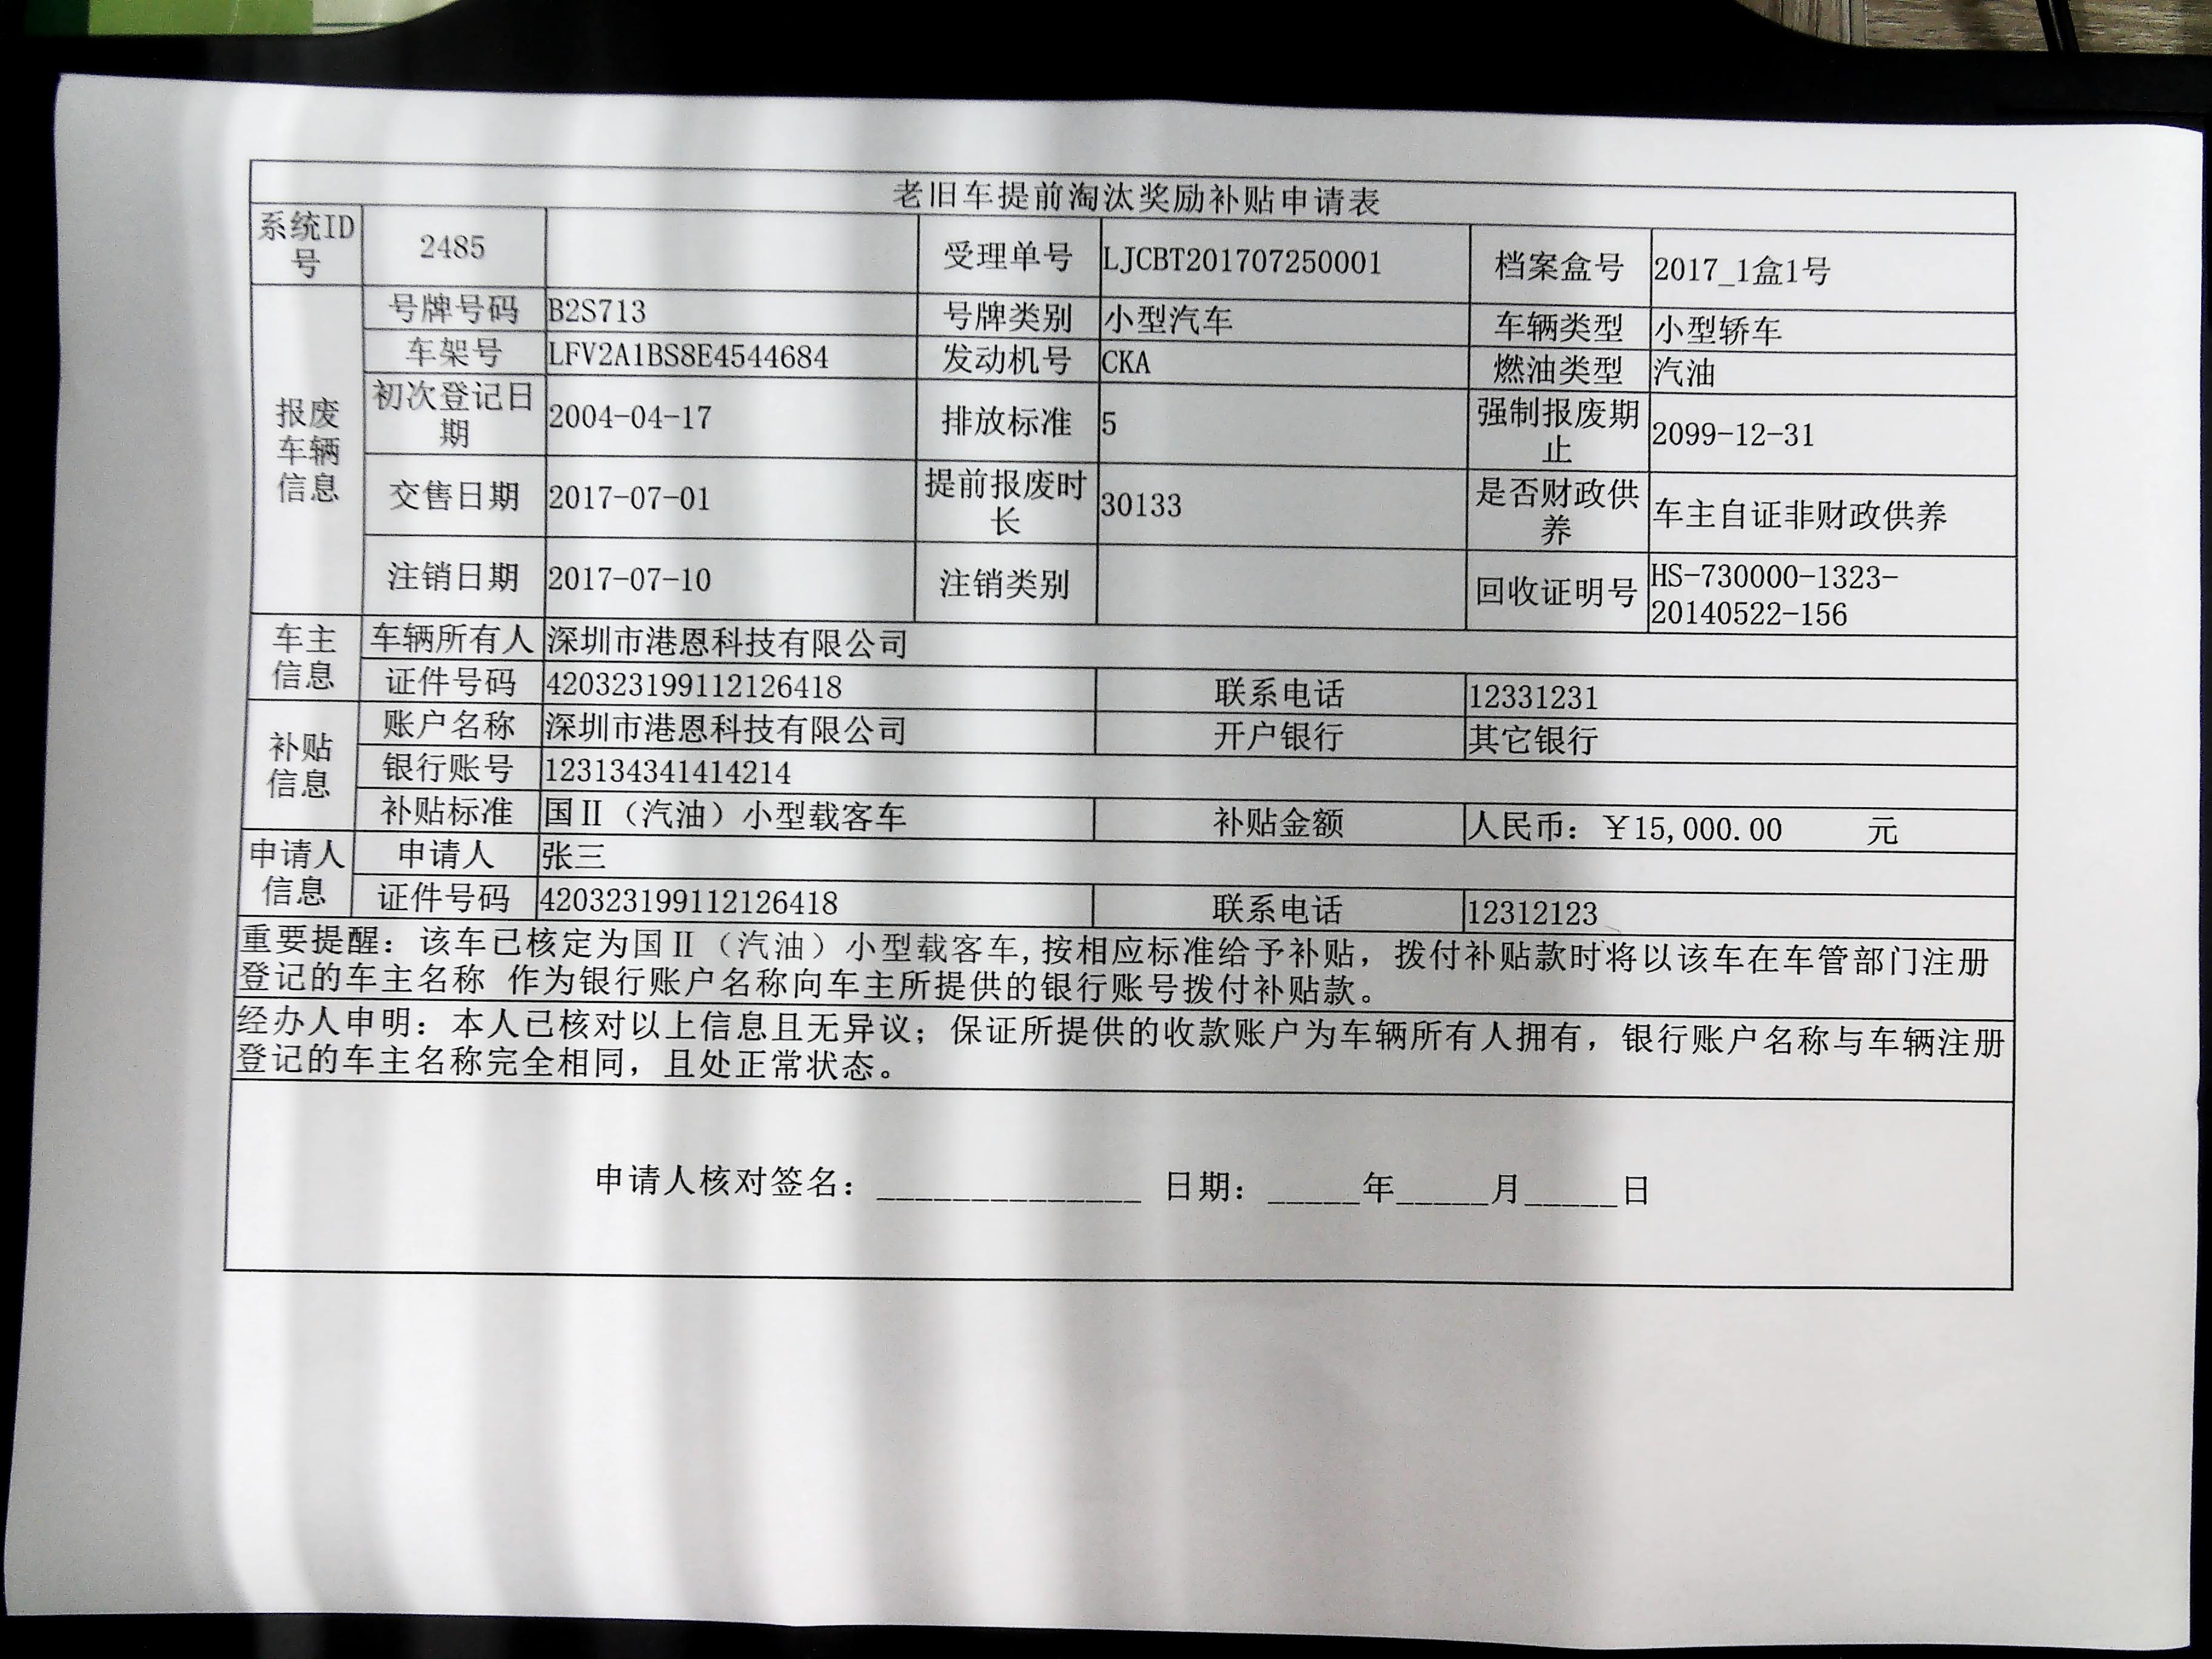 老旧车提前淘汰奖励补贴申请表
系统ID号 2485 受理单号 LJCBT201707250001 档案盒号 2017_1盒1号
报废车辆信息
号牌号码 B2S713 号牌类别 小型汽车 车辆类型 小型轿车
车架号 LFV2A1BS8E4544684 发动机号 CKA 燃油类型 汽油
初次登记日期 2004-04-17 排放标准 5 强制报废期止 2099-12-31
交售日期 2017-07-01 提前报废时长 30133 是否财政供养 车主自证非财政供养
注销日期 2017-07-10 注销类别 回收证明号 HS-730000-1323-20140522-156
车主信息
车辆所有人 深圳市港恩科技有限公司
证件号码 420323199112126418 联系电话 12331231
补贴信息
账户名称 深圳市港恩科技有限公司 开户银行 其它银行
银行账号 123134341414214
补贴标准 国Ⅱ（汽油）小型载客车 补贴金额 人民币：￥15,000.00 元
申请人信息
申请人 张三
证件号码 420323199112126418 联系电话 12312123
重要提醒：该车已核定为国Ⅱ（汽油）小型载客车,按相应标准给予补贴，拨付补贴款时将以该车在车管部门注册
登记的车主名称 作为银行账户名称向车主所提供的银行账号拨付补贴款。
经办人申明：本人已核对以上信息且无异议；保证所提供的收款账户为车辆所有人拥有，银行账户名称与车辆注册
登记的车主名称完全相同，且处正常状态。
申请人核对签名：______________ 日期：_____年_____月_____日